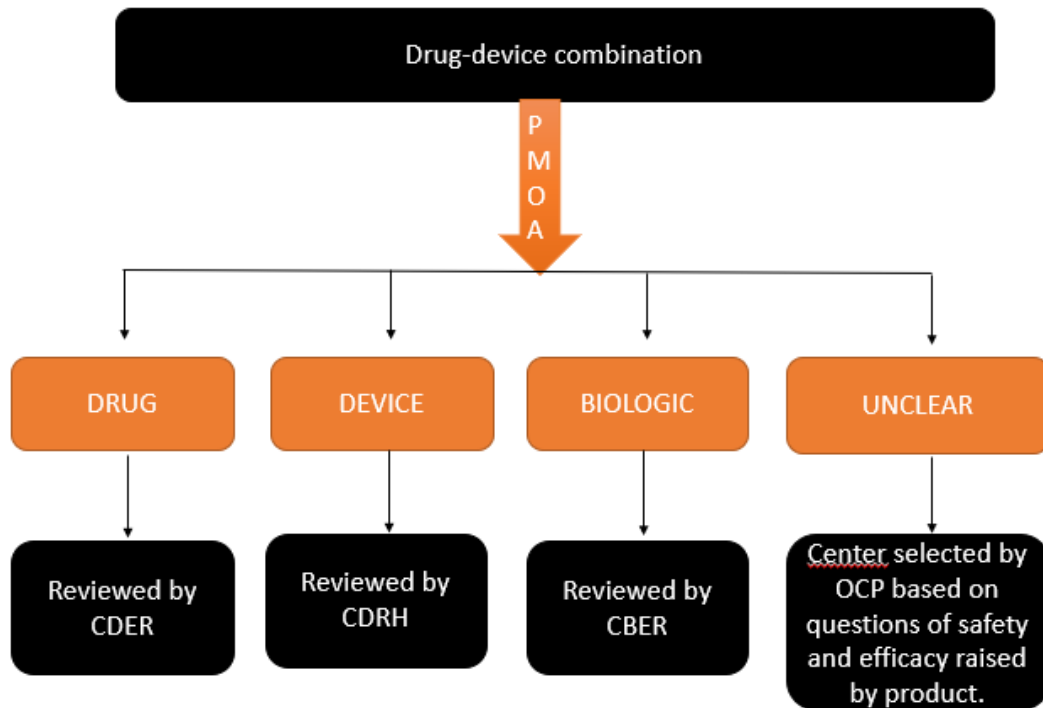 Drug-device combination
P
M
O
A
DRUG
DEVICE
BIOLOGIC
UNCLEAR
Reviewed by
CDER
Reviewed by
CDRH
Reviewed by
CBER
Center selected by
OCP based on
questions of safety
and efficacy raised
by product.